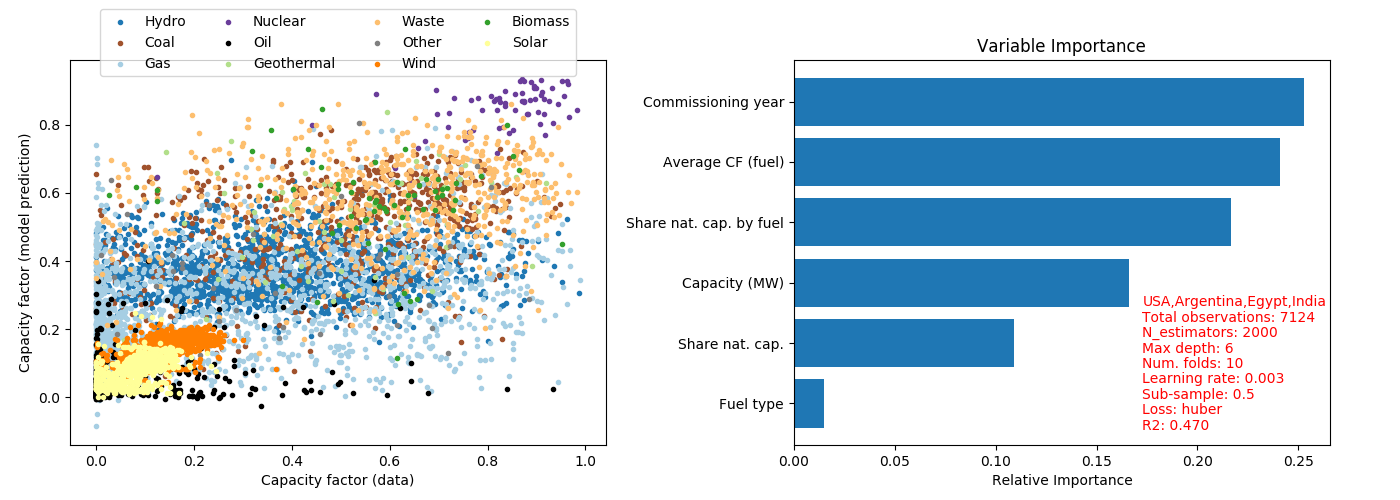 Hydro Nuclear Waste Biomass
Coal Oil Other Solar
Gas Geothermal Wind
Capacity factor (model prediction)
0.8
0.6
0.4
0.2
0.0
0.0 0.2 0.4 0.6 0.8 1.0
Capacity factor (data)
Variable Importance
Commissioning year
Average CF (fuel)
Share nat. cap. by fuel
Capacity (MW)
Share nat. cap.
Fuel type
USA,Argentina,Egypt,India
Total observations: 7124
N_estimators: 2000
Max depth: 6
Num. folds: 10
Learning rate: 0.003
Sub-sample: 0.5
Loss: huber
R2: 0.470
0.00 0.05 0.10 0.15 0.20 0.25
Relative Importance